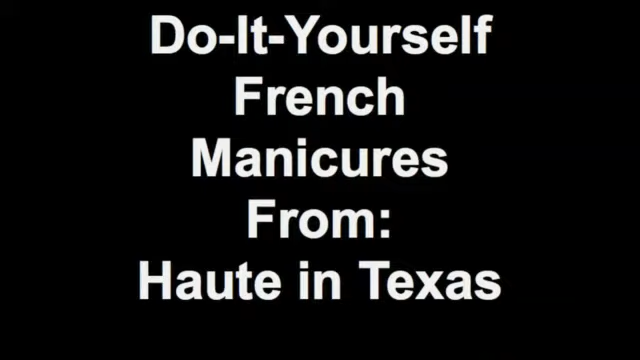 Do-It-Yourself
French
Manicures
From:
Haute in Texas